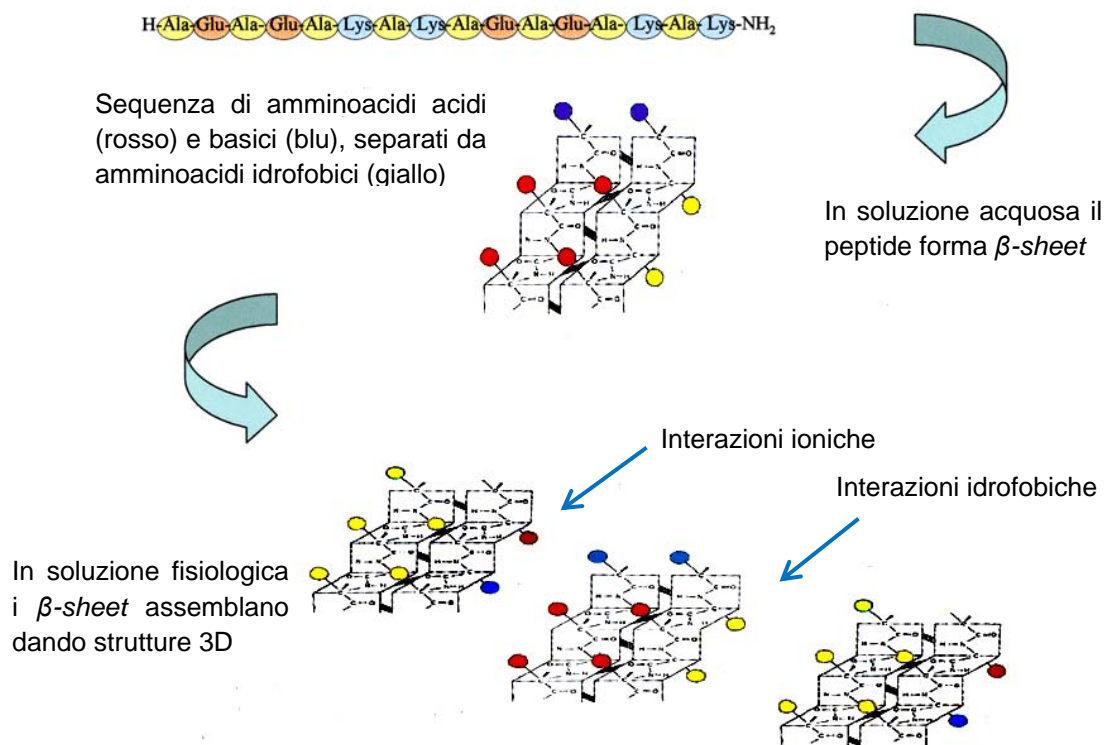 H-Ala-Glu-Ala-Glu-Ala-Lys-Ala-Lys-Ala-Glu-Ala-Glu-Ala-Lys-Ala-Lys-NH2
Sequenza di amminoacidi acidi
(rosso) e basici (blu), separati da
amminoacidi idrofobici (giallo)
In soluzione acquosa il
peptide forma β-sheet
Interazioni ioniche
Interazioni idrofobiche
In soluzione fisiologica
i β-sheet assemblano
dando strutture 3D